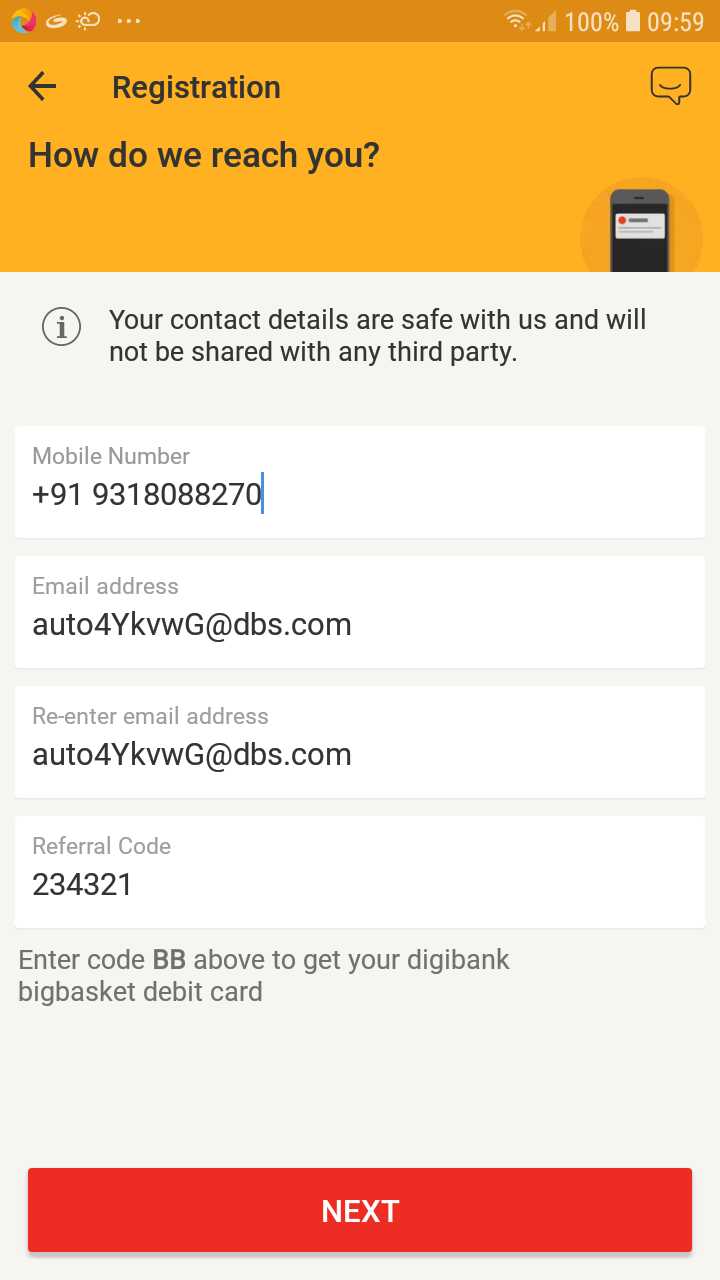 100% 09:59
Registration
How do we reach you?
Your contact details are safe with us and will
not be shared with any third party.
Mobile Number
+91 9318088270
Email address
auto4YkvwG@dbs.com
Re-enter email address
auto4YkvwG@dbs.com
Referral Code
234321
Enter code BB above to get your digibank
bigbasket debit card
NEXT